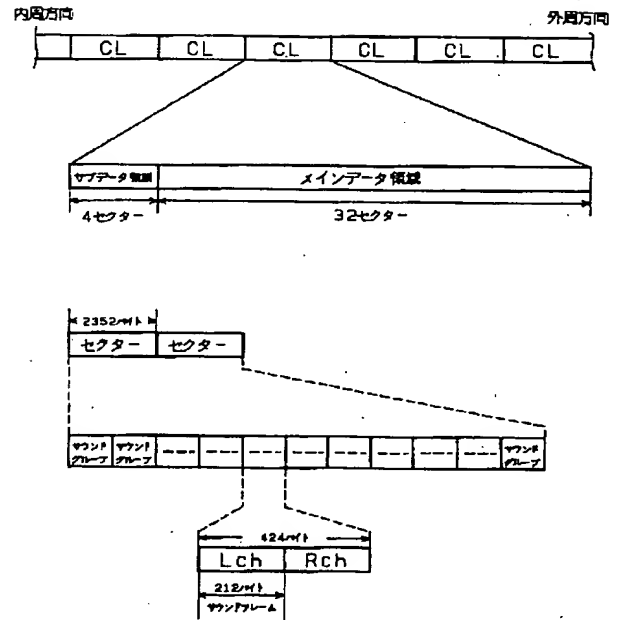 内周方向 外周方向
CL CL CL CL CL CL
サブデータ領域 メインデータ領域
4セクター 32セクター
2352バイト
セクター セクター
サウンドグループ サウンドグループ ---- ---- ---- ---- ---- ---- ---- ---- サウンドグループ
424バイト
Lch Rch
212バイト
サウンドフレーム